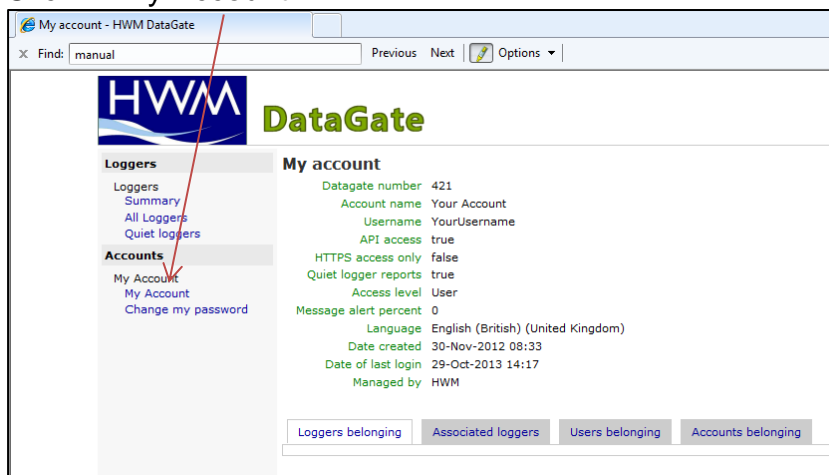 My account - HWM DataGate
x Find: manual Previous Next Options
HWM DataGate
Loggers
Loggers
Summary
All Loggers
Quiet loggers
Accounts
My Account
My Account
Change my password
My account
Datagate number 421
Account name Your Account
Username YourUsername
API access true
HTTPS access only false
Quiet logger reports true
Access level User
Message alert percent 0
Language English (British) (United Kingdom)
Date created 30-Nov-2012 08:33
Date of last login 29-Oct-2013 14:17
Managed by HWM
Loggers belonging Associated loggers Users belonging Accounts belonging